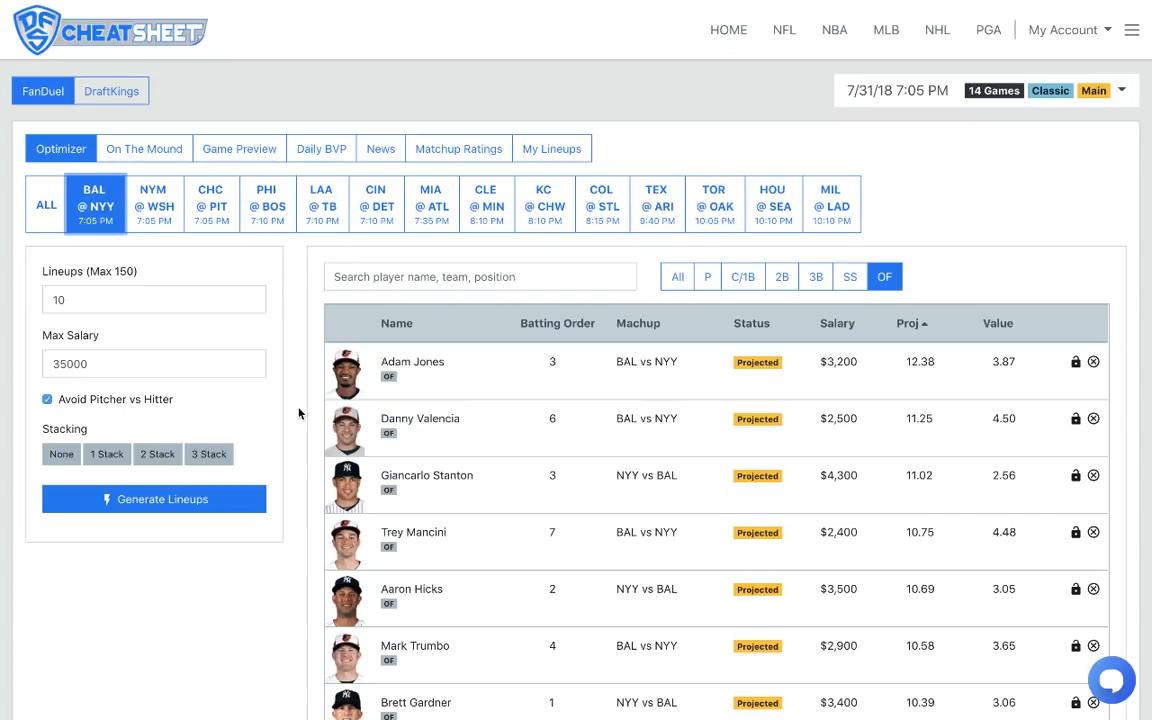 DFS CHEATSHEET
HOME NFL NBA MLB NHL PGA My Account
FanDuel DraftKings
7/31/18 7:05 PM 14 Games Classic Main
Optimizer On The Mound Game Preview Daily BVP News Matchup Ratings My Lineups
ALL
BAL @ NYY 7:05 PM
NYM @ WSH 7:05 PM
CHC @ PIT 7:05 PM
PHI @ BOS 7:10 PM
LAA @ TB 7:10 PM
CIN @ DET 7:10 PM
MIA @ ATL 7:35 PM
CLE @ MIN 8:10 PM
KC @ CHW 8:10 PM
COL @ STL 8:15 PM
TEX @ ARI 9:40 PM
TOR @ OAK 10:05 PM
HOU @ SEA 10:10 PM
MIL @ LAD 10:10 PM
Lineups (Max 150)
10
Max Salary
35000
Avoid Pitcher vs Hitter
Stacking
None 1 Stack 2 Stack 3 Stack
Generate Lineups
Search player name, team, position
All P C/1B 2B 3B SS OF
Name Batting Order Machup Status Salary Proj Value
Adam Jones 3 BAL vs NYY Projected $3,200 12.38 3.87
OF
Danny Valencia 6 BAL vs NYY Projected $2,500 11.25 4.50
OF
Giancarlo Stanton 3 NYY vs BAL Projected $4,300 11.02 2.56
OF
Trey Mancini 7 BAL vs NYY Projected $2,400 10.75 4.48
OF
Aaron Hicks 2 NYY vs BAL Projected $3,500 10.69 3.05
OF
Mark Trumbo 4 BAL vs NYY Projected $2,900 10.58 3.65
OF
Brett Gardner 1 NYY vs BAL Projected $3,400 10.39 3.06
OF